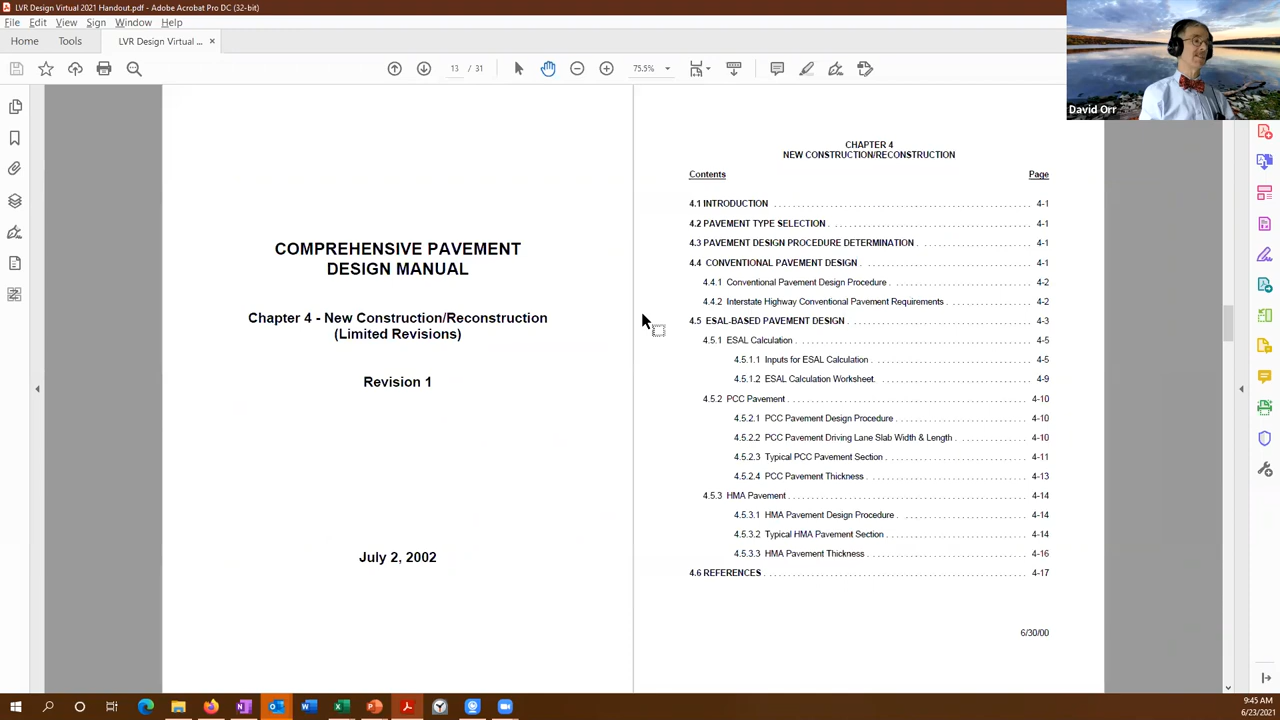 LVR Design Virtual 2021 Handout.pdf - Adobe Acrobat Pro DC (32-bit)
File Edit View Sign Window Help
Home Tools LVR Design Virtual ... ×
13 / 31 75.5%
David Orr
COMPREHENSIVE PAVEMENT
DESIGN MANUAL
Chapter 4 - New Construction/Reconstruction
(Limited Revisions)
Revision 1
July 2, 2002
CHAPTER 4
NEW CONSTRUCTION/RECONSTRUCTION
Contents Page
4.1 INTRODUCTION 4-1
4.2 PAVEMENT TYPE SELECTION 4-1
4.3 PAVEMENT DESIGN PROCEDURE DETERMINATION 4-1
4.4 CONVENTIONAL PAVEMENT DESIGN 4-1
4.4.1 Conventional Pavement Design Procedure 4-2
4.4.2 Interstate Highway Conventional Pavement Requirements 4-2
4.5 ESAL-BASED PAVEMENT DESIGN 4-3
4.5.1 ESAL Calculation 4-5
4.5.1.1 Inputs for ESAL Calculation 4-5
4.5.1.2 ESAL Calculation Worksheet. 4-9
4.5.2 PCC Pavement 4-10
4.5.2.1 PCC Pavement Design Procedure 4-10
4.5.2.2 PCC Pavement Driving Lane Slab Width & Length 4-10
4.5.2.3 Typical PCC Pavement Section 4-11
4.5.2.4 PCC Pavement Thickness 4-13
4.5.3 HMA Pavement 4-14
4.5.3.1 HMA Pavement Design Procedure 4-14
4.5.3.2 Typical HMA Pavement Section 4-14
4.5.3.3 HMA Pavement Thickness 4-16
4.6 REFERENCES 4-17
6/30/00
9:45 AM
6/23/2021